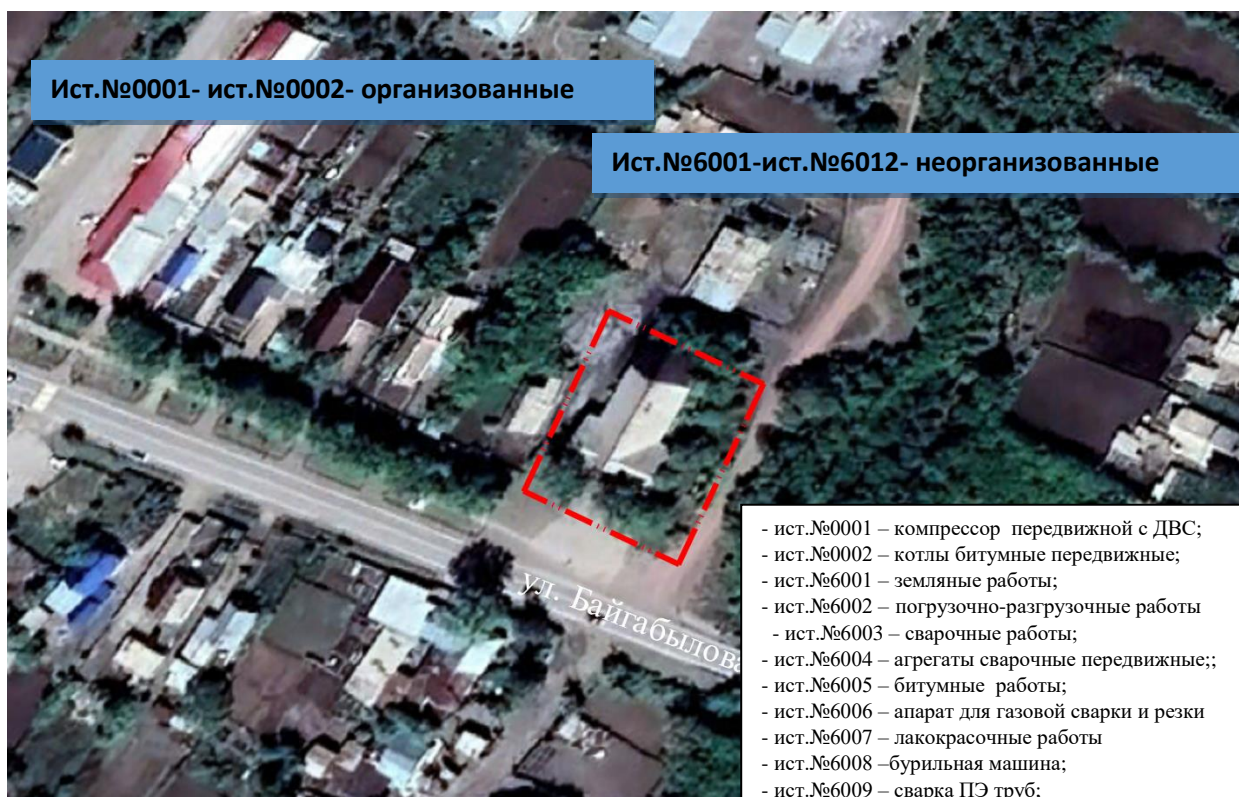 Ист.№0001- ист.№0002- организованные
Ист.№6001-ист.№6012- неорганизованные
ул. Байгабылова
- ист.№0001 – компрессор передвижной с ДВС;
- ист.№0002 – котлы битумные передвижные;
- ист.№6001 – земляные работы;
- ист.№6002 – погрузочно-разгрузочные работы
- ист.№6003 – сварочные работы;
- ист.№6004 – агрегаты сварочные передвижные;;
- ист.№6005 – битумные работы;
- ист.№6006 – апарат для газовой сварки и резки
- ист.№6007 – лакокрасочные работы
- ист.№6008 –бурильная машина;
- ист.№6009 – сварка ПЭ труб;